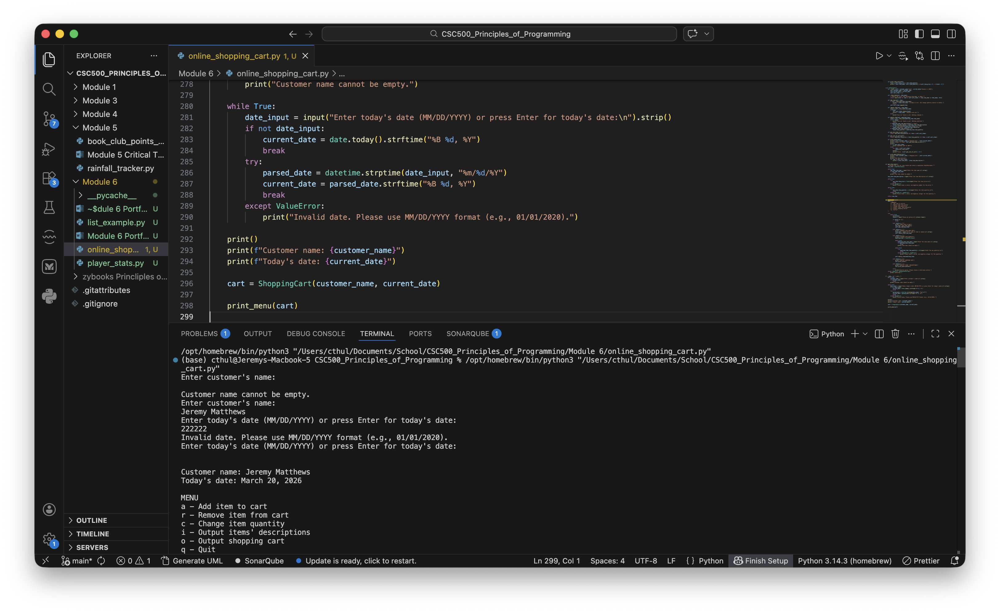 CSC500_Principles_of_Programming
EXPLORER
CSC500_PRINCIPLES_O...
Module 1
Module 3
Module 4
Module 5
book_club_points_...
Module 5 Critical T...
rainfall_tracker.py
Module 6
__pycache__
~$dule 6 Portf... U
list_example.py U
Module 6 Portf... U
online_shop... 1, U
player_stats.py U
zybooks Princliples o...
.gitattributes
.gitignore
OUTLINE
TIMELINE
SERVERS
7
3
1
online_shopping_cart.py 1, U
Module 6 > online_shopping_cart.py > ...
278 print("Customer name cannot be empty.")
279
280 while True:
281 date_input = input("Enter today's date (MM/DD/YYYY) or press Enter for today's date:\n").strip()
282 if not date_input:
283 current_date = date.today().strftime("%B %d, %Y")
284 break
285 try:
286 parsed_date = datetime.strptime(date_input, "%m/%d/%Y")
287 current_date = parsed_date.strftime("%B %d, %Y")
288 break
289 except ValueError:
290 print("Invalid date. Please use MM/DD/YYYY format (e.g., 01/01/2020).")
291
292 print()
293 print(f"Customer name: {customer_name}")
294 print(f"Today's date: {current_date}")
295
296 cart = ShoppingCart(customer_name, current_date)
297
298 print_menu(cart)
299
PROBLEMS 1 OUTPUT DEBUG CONSOLE TERMINAL PORTS SONARQUBE 1
Python
/opt/homebrew/bin/python3 "/Users/cthul/Documents/School/CSC500_Principles_of_Programming/Module 6/online_shopping_cart.py"
(base) cthul@Jeremys-Macbook-5 CSC500_Principles_of_Programming % /opt/homebrew/bin/python3 "/Users/cthul/Documents/School/CSC500_Principles_of_Programming/Module 6/online_shopping
_cart.py"
Enter customer's name:
Customer name cannot be empty.
Enter customer's name:
Jeremy Matthews
Enter today's date (MM/DD/YYYY) or press Enter for today's date:
222222
Invalid date. Please use MM/DD/YYYY format (e.g., 01/01/2020).
Enter today's date (MM/DD/YYYY) or press Enter for today's date:
Customer name: Jeremy Matthews
Today's date: March 20, 2026
MENU
a - Add item to cart
r - Remove item from cart
c - Change item quantity
i - Output items' descriptions
o - Output shopping cart
q - Quit
main* 0 1 Generate UML SonarQube Update is ready, click to restart. Ln 299, Col 1 Spaces: 4 UTF-8 LF { } Python Finish Setup Python 3.14.3 (homebrew) Prettier